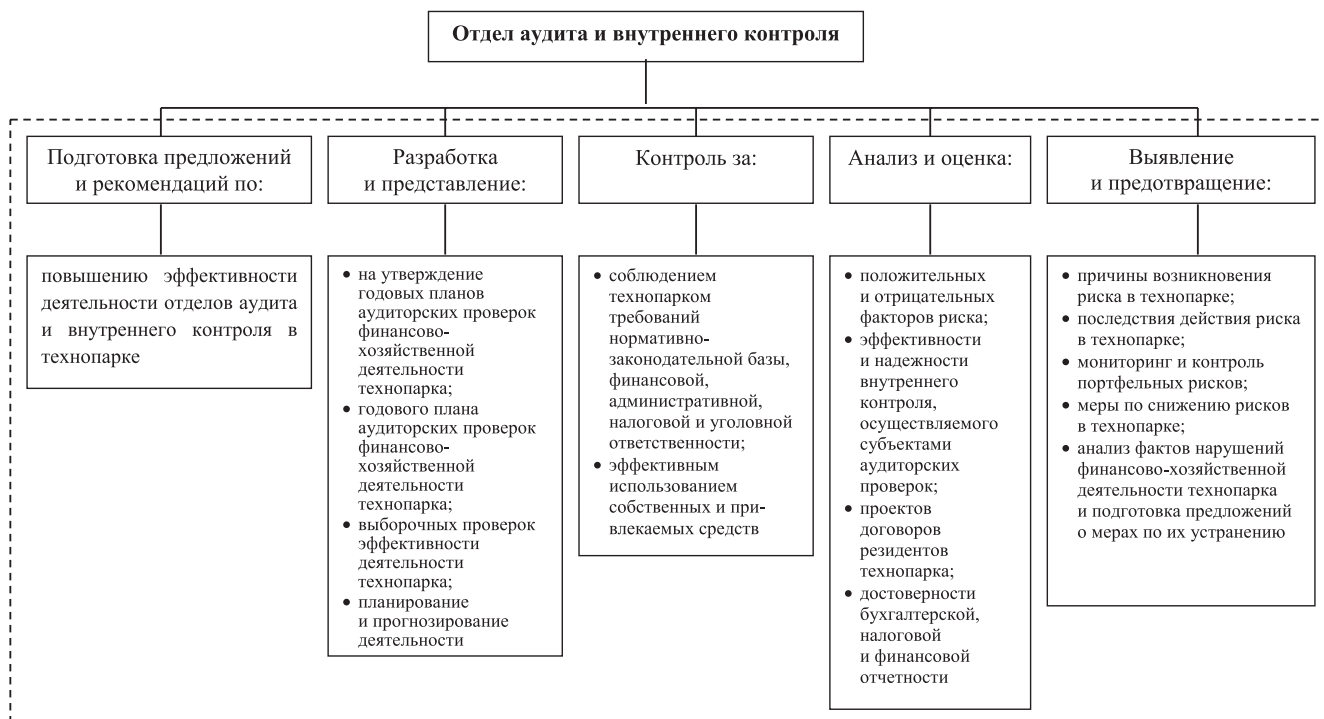 Отдел аудита и внутреннего контроля
Подготовка предложений
и рекомендаций по:
повышению эффективности
деятельности отделов аудита
и внутреннего контроля в
технопарке
Разработка
и представление:
• на утверждение
годовых планов
аудиторских проверок
финансово-
хозяйственной
деятельности
технопарка;
• годового плана
аудиторских проверок
финансово-
хозяйственной
деятельности
технопарка;
• выборочных проверок
эффективности
деятельности
технопарка;
• планирование
и прогнозирование
деятельности
Контроль за:
• соблюдением
технопарком
требований
нормативно-
законодательной базы,
финансовой,
административной,
налоговой и уголовной
ответственности;
• эффективным
использованием
собственных и при-
влекаемых средств
Анализ и оценка:
• положительных
и отрицательных
факторов риска;
• эффективности
и надежности
внутреннего
контроля,
осуществляемого
субъектами
аудиторских
проверок;
• проектов
договоров
резидентов
технопарка;
• достоверности
бухгалтерской,
налоговой
и финансовой
отчетности
Выявление
и предотвращение:
• причины возникновения
риска в технопарке;
• последствия действия риска
в технопарке;
• мониторинг и контроль
портфельных рисков;
• меры по снижению рисков
в технопарке;
• анализ фактов нарушений
финансово-хозяйственной
деятельности технопарка
и подготовка предложений
о мерах по их устранению